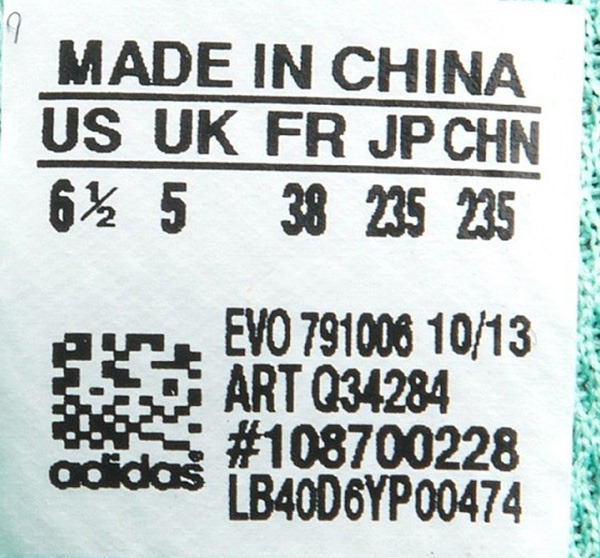 MADE IN CHINA
US UK FR JP CHN
6½ 5 38 235 235
EVO 791006 10/13
ART Q34284
#108700228
adidas®
LB40D6YP00474